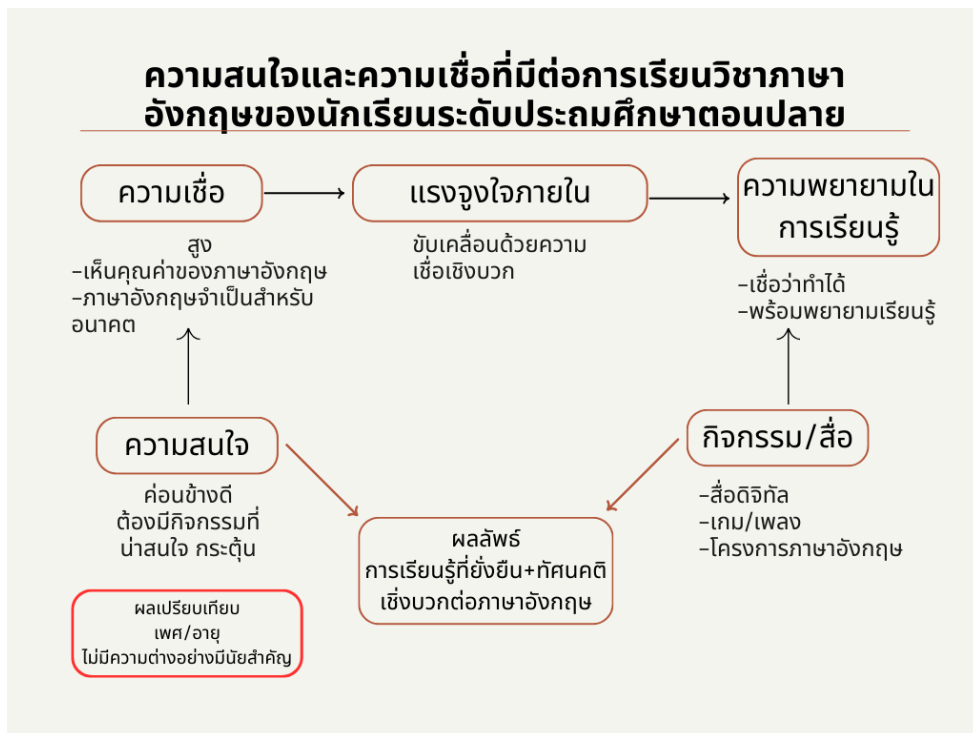 ความสนใจและความเชื่อที่มีต่อการเรียนวิชาภาษา
อังกฤษของนักเรียนระดับประถมศึกษาตอนปลาย
ความเชื่อ
แรงจูงใจภายใน
ความพยายามใน
การเรียนรู้
สูง
-เห็นคุณค่าของภาษาอังกฤษ
-ภาษาอังกฤษจำเป็นสำหรับ
อนาคต
ขับเคลื่อนด้วยความ
เชื่อเชิงบวก
-เชื่อว่าทำได้
-พร้อมพยายามเรียนรู้
ความสนใจ
กิจกรรม/สื่อ
ค่อนข้างดี
ต้องมีกิจกรรมที่
น่าสนใจ กระตุ้น
-สื่อดิจิทัล
-เกม/เพลง
-โครงการภาษาอังกฤษ
ผลลัพธ์
การเรียนรู้ที่ยั่งยืน+ทัศนคติ
เชิ่งบวกต่อภาษาอังกฤษ
ผลเปรียบเทียบ
เพศ/อายุ
ไม่มีความต่างอย่างมีนัยสำคัญ